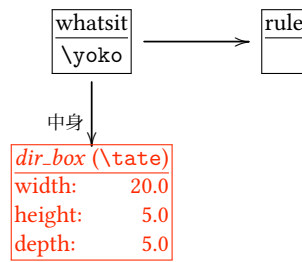 whatsit
\yoko
rule
中身
dir_box (\tate)
width: 20.0
height: 5.0
depth: 5.0